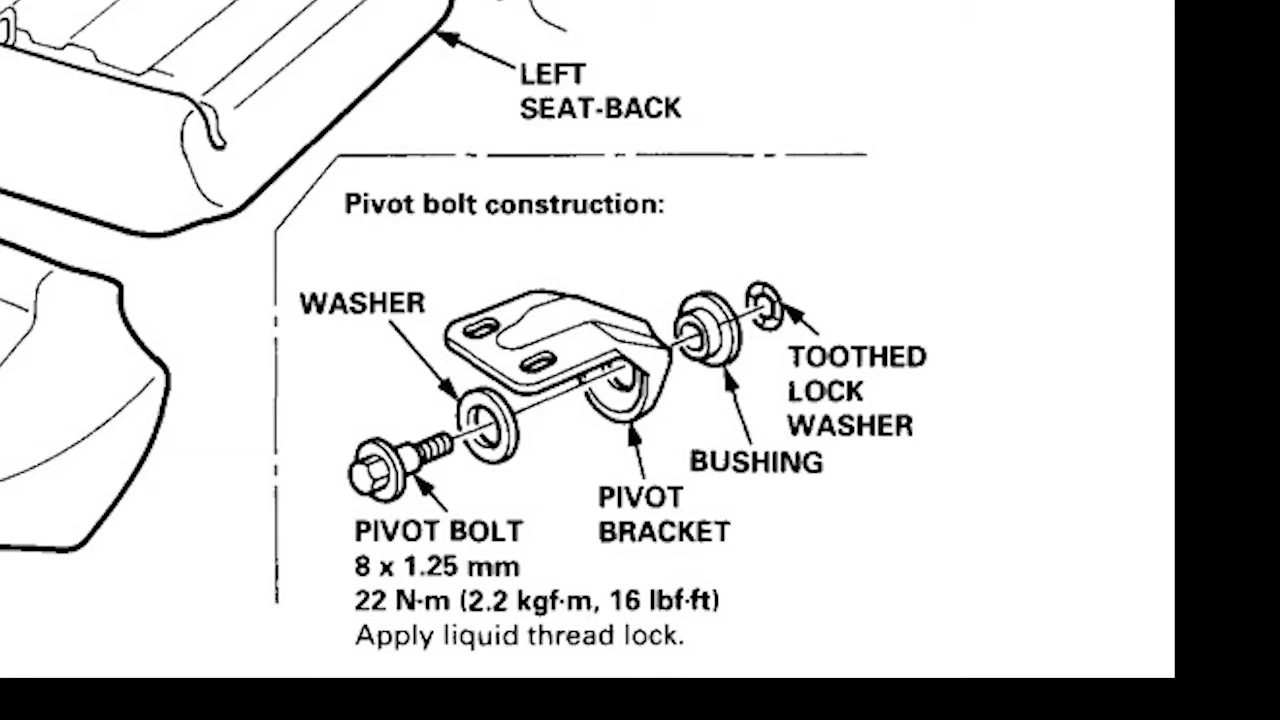 LEFT
SEAT-BACK
Pivot bolt construction:
WASHER
TOOTHED
LOCK
WASHER
BUSHING
PIVOT
BRACKET
PIVOT BOLT
8 x 1.25 mm
22 N·m (2.2 kgf·m, 16 lbf·ft)
Apply liquid thread lock.